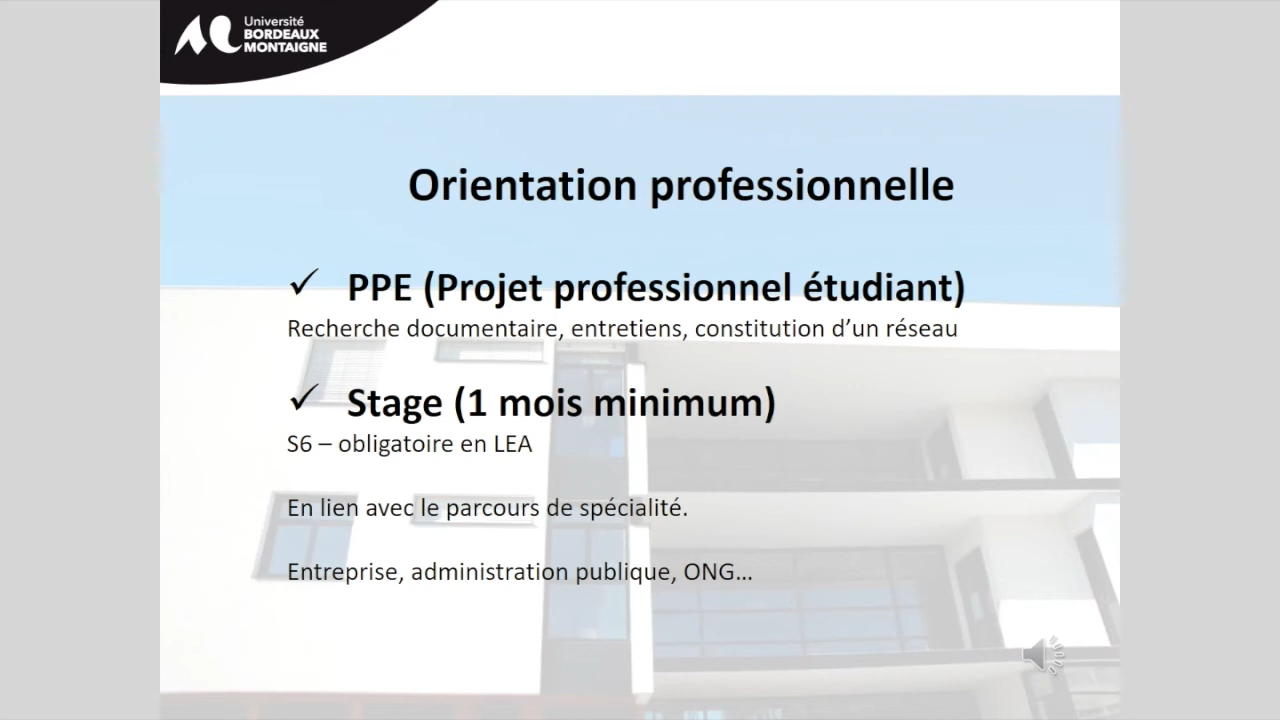 Université
BORDEAUX
MONTAIGNE
Orientation professionnelle
✓ PPE (Projet professionnel étudiant)
Recherche documentaire, entretiens, constitution d’un réseau
✓ Stage (1 mois minimum)
S6 – obligatoire en LEA
En lien avec le parcours de spécialité.
Entreprise, administration publique, ONG…